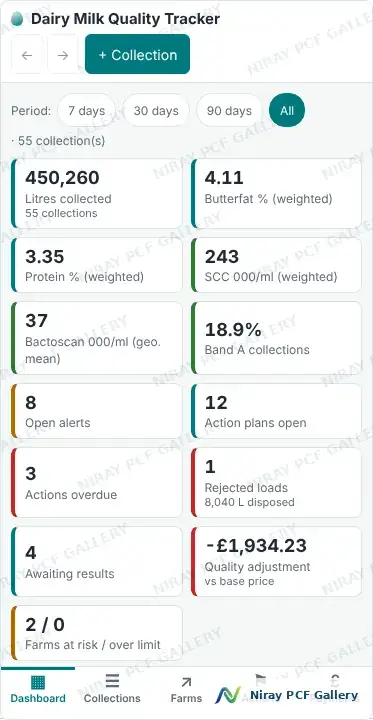 Dairy Milk Quality Tracker
← →
+ Collection
Period: 7 days 30 days 90 days All
· 55 collection(s)
450,260
Litres collected
55 collections
4.11
Butterfat % (weighted)
3.35
Protein % (weighted)
243
SCC 000/ml (weighted)
37
Bactoscan 000/ml (geo.
mean)
18.9%
Band A collections
8
Open alerts
12
Action plans open
3
Actions overdue
1
Rejected loads
8,040 L disposed
4
Awaiting results
-£1,934.23
Quality adjustment
vs base price
2 / 0
Farms at risk / over limit
Dashboard Collections Farms
Niray PCF Gallery
NIRAY PCF GALLERY